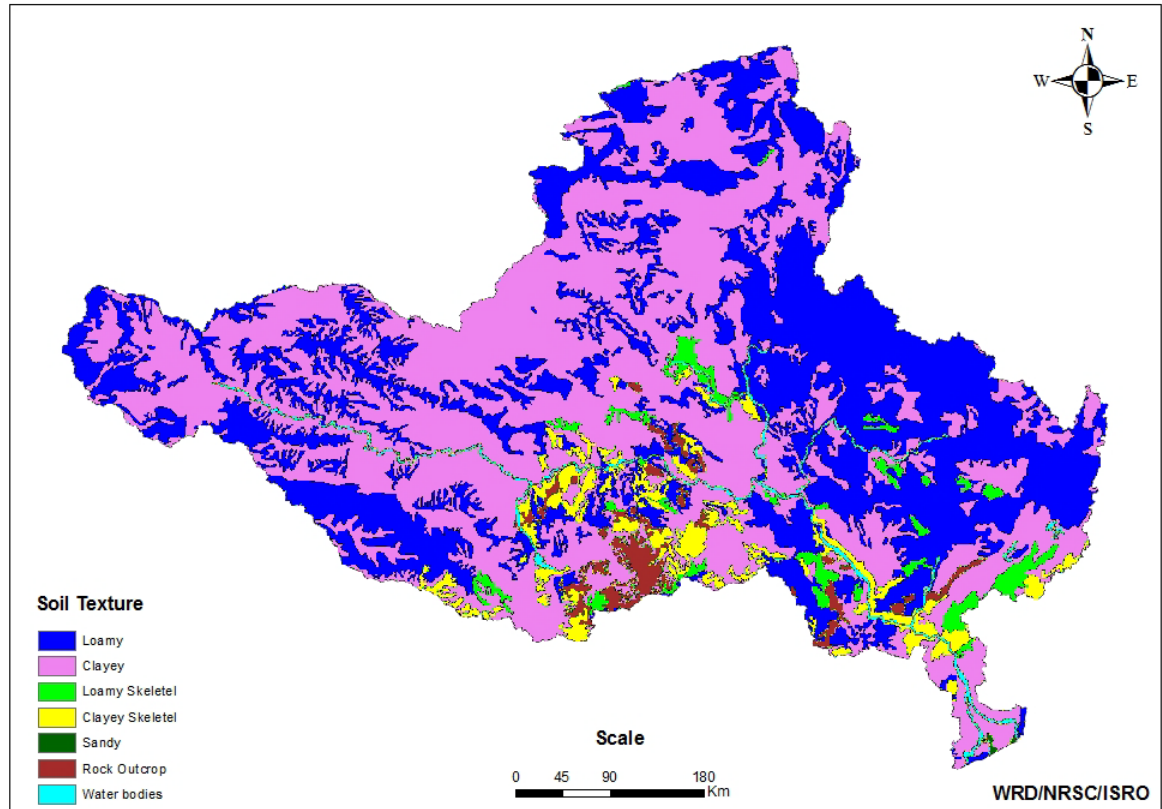 N
W E
S
Soil Texture
Loamy
Clayey
Loamy Skeletel
Clayey Skeletel
Sandy
Rock Outcrop
Water bodies
Scale
0 45 90 180
Km
WRD/NRSC/ISRO